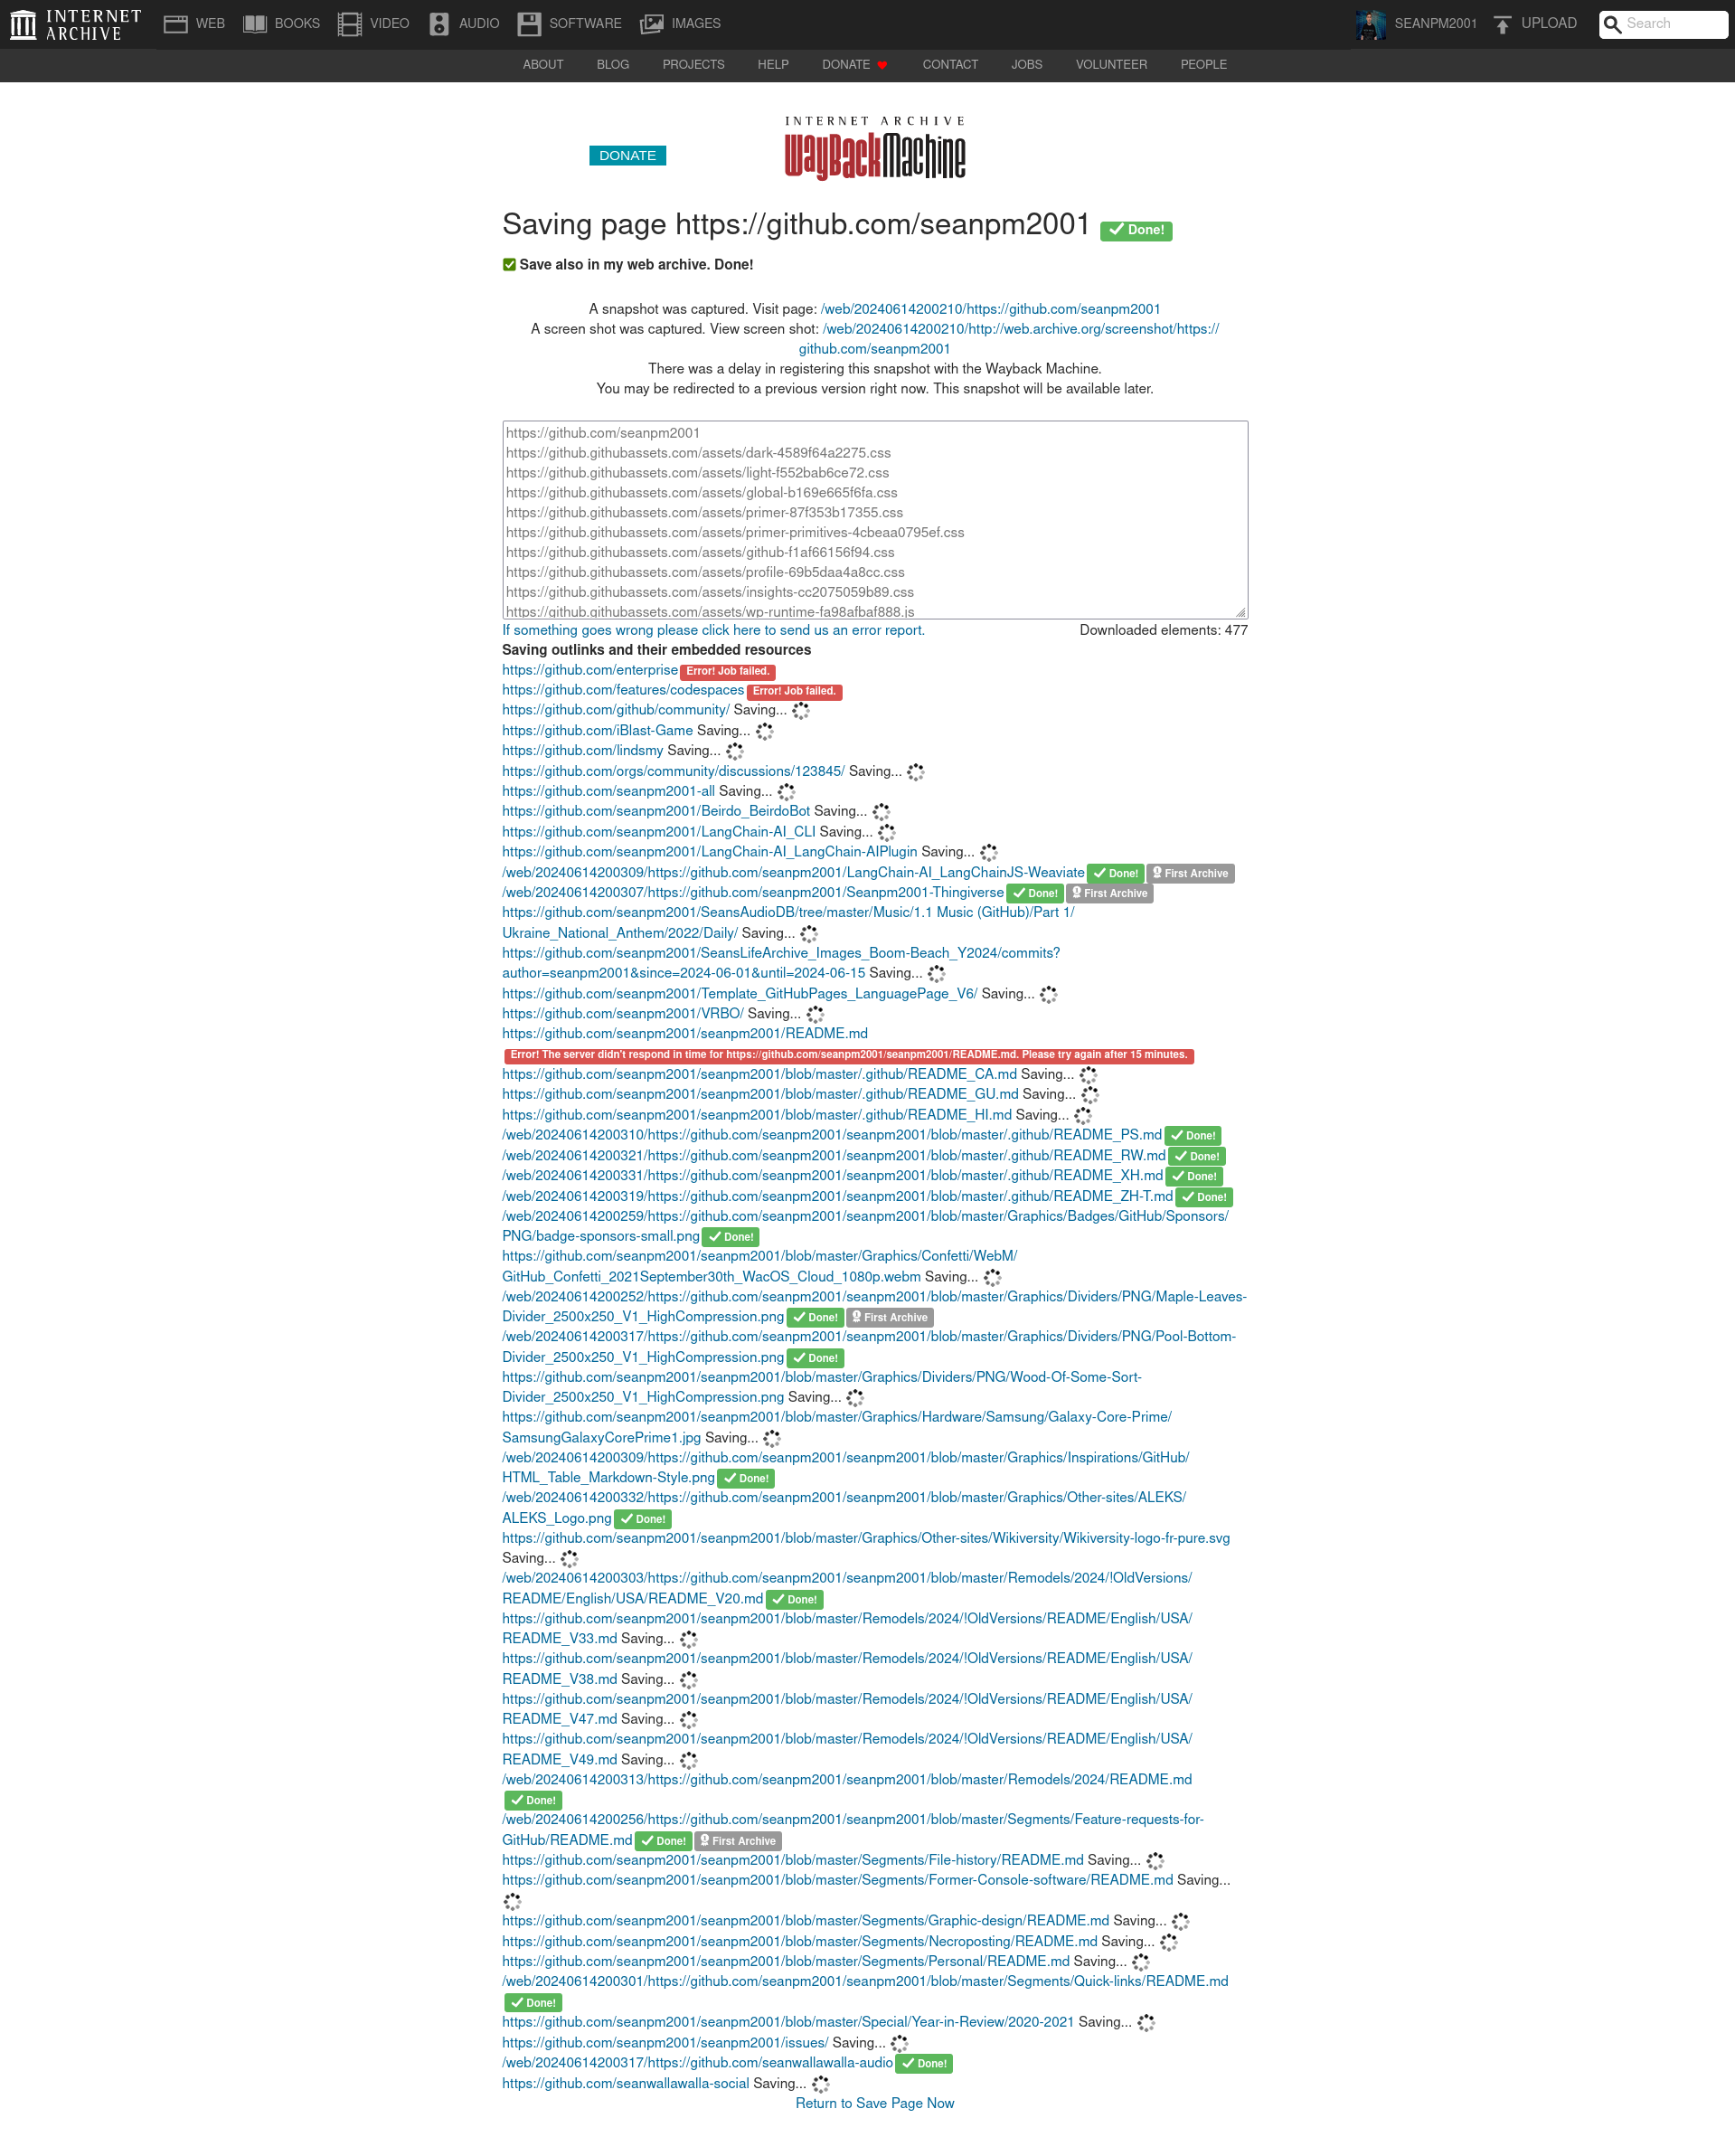 INTERNET ARCHIVE
WEB BOOKS VIDEO AUDIO SOFTWARE IMAGES SEANPM2001 UPLOAD Search
ABOUT BLOG PROJECTS HELP DONATE CONTACT JOBS VOLUNTEER PEOPLE
INTERNET ARCHIVE
DONATE WayBackMachine
Saving page https://github.com/seanpm2001 Done!
Save also in my web archive. Done!
A snapshot was captured. Visit page: /web/20240614200210/https://github.com/seanpm2001
A screen shot was captured. View screen shot: /web/20240614200210/http://web.archive.org/screenshot/https://
github.com/seanpm2001
There was a delay in registering this snapshot with the Wayback Machine.
You may be redirected to a previous version right now. This snapshot will be available later.
https://github.com/seanpm2001
https://github.githubassets.com/assets/dark-4589f64a2275.css
https://github.githubassets.com/assets/light-f552bab6ce72.css
https://github.githubassets.com/assets/global-b169e665f6fa.css
https://github.githubassets.com/assets/primer-87f353b17355.css
https://github.githubassets.com/assets/primer-primitives-4cbeaa0795ef.css
https://github.githubassets.com/assets/github-f1af66156f94.css
https://github.githubassets.com/assets/profile-69b5daa4a8cc.css
https://github.githubassets.com/assets/insights-cc2075059b89.css
https://github.githubassets.com/assets/wp-runtime-fa98afbaf888.js
If something goes wrong please click here to send us an error report. Downloaded elements: 477
Saving outlinks and their embedded resources
https://github.com/enterprise Error! Job failed.
https://github.com/features/codespaces Error! Job failed.
https://github.com/github/community/ Saving...
https://github.com/iBlast-Game Saving...
https://github.com/lindsmy Saving...
https://github.com/orgs/community/discussions/123845/ Saving...
https://github.com/seanpm2001-all Saving...
https://github.com/seanpm2001/Beirdo_BeirdoBot Saving...
https://github.com/seanpm2001/LangChain-AI_CLI Saving...
https://github.com/seanpm2001/LangChain-AI_LangChain-AIPlugin Saving...
/web/20240614200309/https://github.com/seanpm2001/LangChain-AI_LangChainJS-Weaviate Done! First Archive
/web/20240614200307/https://github.com/seanpm2001/Seanpm2001-Thingiverse Done! First Archive
https://github.com/seanpm2001/SeansAudioDB/tree/master/Music/1.1 Music (GitHub)/Part 1/
Ukraine_National_Anthem/2022/Daily/ Saving...
https://github.com/seanpm2001/SeansLifeArchive_Images_Boom-Beach_Y2024/commits?
author=seanpm2001&since=2024-06-01&until=2024-06-15 Saving...
https://github.com/seanpm2001/Template_GitHubPages_LanguagePage_V6/ Saving...
https://github.com/seanpm2001/VRBO/ Saving...
https://github.com/seanpm2001/seanpm2001/README.md
Error! The server didn't respond in time for https://github.com/seanpm2001/seanpm2001/README.md. Please try again after 15 minutes.
https://github.com/seanpm2001/seanpm2001/blob/master/.github/README_CA.md Saving...
https://github.com/seanpm2001/seanpm2001/blob/master/.github/README_GU.md Saving...
https://github.com/seanpm2001/seanpm2001/blob/master/.github/README_HI.md Saving...
/web/20240614200310/https://github.com/seanpm2001/seanpm2001/blob/master/.github/README_PS.md Done!
/web/20240614200321/https://github.com/seanpm2001/seanpm2001/blob/master/.github/README_RW.md Done!
/web/20240614200331/https://github.com/seanpm2001/seanpm2001/blob/master/.github/README_XH.md Done!
/web/20240614200319/https://github.com/seanpm2001/seanpm2001/blob/master/.github/README_ZH-T.md Done!
/web/20240614200259/https://github.com/seanpm2001/seanpm2001/blob/master/Graphics/Badges/GitHub/Sponsors/
PNG/badge-sponsors-small.png Done!
https://github.com/seanpm2001/seanpm2001/blob/master/Graphics/Confetti/WebM/
GitHub_Confetti_2021September30th_WacOS_Cloud_1080p.webm Saving...
/web/20240614200252/https://github.com/seanpm2001/seanpm2001/blob/master/Graphics/Dividers/PNG/Maple-Leaves-
Divider_2500x250_V1_HighCompression.png Done! First Archive
/web/20240614200317/https://github.com/seanpm2001/seanpm2001/blob/master/Graphics/Dividers/PNG/Pool-Bottom-
Divider_2500x250_V1_HighCompression.png Done!
https://github.com/seanpm2001/seanpm2001/blob/master/Graphics/Dividers/PNG/Wood-Of-Some-Sort-
Divider_2500x250_V1_HighCompression.png Saving...
https://github.com/seanpm2001/seanpm2001/blob/master/Graphics/Hardware/Samsung/Galaxy-Core-Prime/
SamsungGalaxyCorePrime1.jpg Saving...
/web/20240614200309/https://github.com/seanpm2001/seanpm2001/blob/master/Graphics/Inspirations/GitHub/
HTML_Table_Markdown-Style.png Done!
/web/20240614200332/https://github.com/seanpm2001/seanpm2001/blob/master/Graphics/Other-sites/ALEKS/
ALEKS_Logo.png Done!
https://github.com/seanpm2001/seanpm2001/blob/master/Graphics/Other-sites/Wikiversity/Wikiversity-logo-fr-pure.svg
Saving...
/web/20240614200303/https://github.com/seanpm2001/seanpm2001/blob/master/Remodels/2024/!OldVersions/
README/English/USA/README_V20.md Done!
https://github.com/seanpm2001/seanpm2001/blob/master/Remodels/2024/!OldVersions/README/English/USA/
README_V33.md Saving...
https://github.com/seanpm2001/seanpm2001/blob/master/Remodels/2024/!OldVersions/README/English/USA/
README_V38.md Saving...
https://github.com/seanpm2001/seanpm2001/blob/master/Remodels/2024/!OldVersions/README/English/USA/
README_V47.md Saving...
https://github.com/seanpm2001/seanpm2001/blob/master/Remodels/2024/!OldVersions/README/English/USA/
README_V49.md Saving...
/web/20240614200313/https://github.com/seanpm2001/seanpm2001/blob/master/Remodels/2024/README.md
Done!
/web/20240614200256/https://github.com/seanpm2001/seanpm2001/blob/master/Segments/Feature-requests-for-
GitHub/README.md Done! First Archive
https://github.com/seanpm2001/seanpm2001/blob/master/Segments/File-history/README.md Saving...
https://github.com/seanpm2001/seanpm2001/blob/master/Segments/Former-Console-software/README.md Saving...
https://github.com/seanpm2001/seanpm2001/blob/master/Segments/Graphic-design/README.md Saving...
https://github.com/seanpm2001/seanpm2001/blob/master/Segments/Necroposting/README.md Saving...
https://github.com/seanpm2001/seanpm2001/blob/master/Segments/Personal/README.md Saving...
/web/20240614200301/https://github.com/seanpm2001/seanpm2001/blob/master/Segments/Quick-links/README.md
Done!
https://github.com/seanpm2001/seanpm2001/blob/master/Special/Year-in-Review/2020-2021 Saving...
https://github.com/seanpm2001/seanpm2001/issues/ Saving...
/web/20240614200317/https://github.com/seanwallawalla-audio Done!
https://github.com/seanwallawalla-social Saving...
Return to Save Page Now